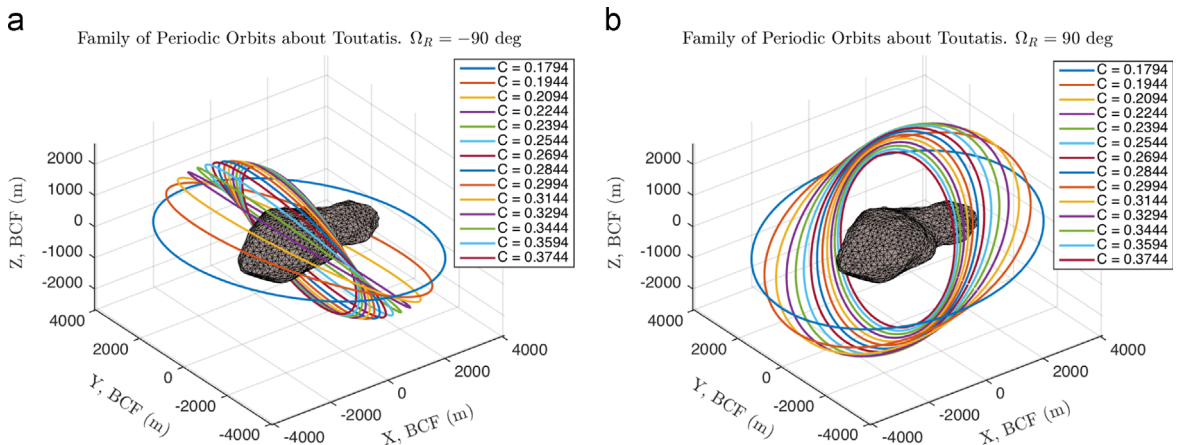 a
Family of Periodic Orbits about Toutatis. Ω_R = −90 deg
C = 0.1794
C = 0.1944
C = 0.2094
C = 0.2244
C = 0.2394
C = 0.2544
C = 0.2694
C = 0.2844
C = 0.2994
C = 0.3144
C = 0.3294
C = 0.3444
C = 0.3594
C = 0.3744
Z, BCF (m)
2000
1000
0
-1000
-2000
4000
2000
0
-2000
-4000
Y, BCF (m)
-4000
-2000
0
2000
4000
X, BCF (m)
b
Family of Periodic Orbits about Toutatis. Ω_R = 90 deg
C = 0.1794
C = 0.1944
C = 0.2094
C = 0.2244
C = 0.2394
C = 0.2544
C = 0.2694
C = 0.2844
C = 0.2994
C = 0.3144
C = 0.3294
C = 0.3444
C = 0.3594
C = 0.3744
Z, BCF (m)
2000
1000
0
-1000
-2000
4000
2000
0
-2000
-4000
Y, BCF (m)
-4000
-2000
0
2000
4000
X, BCF (m)